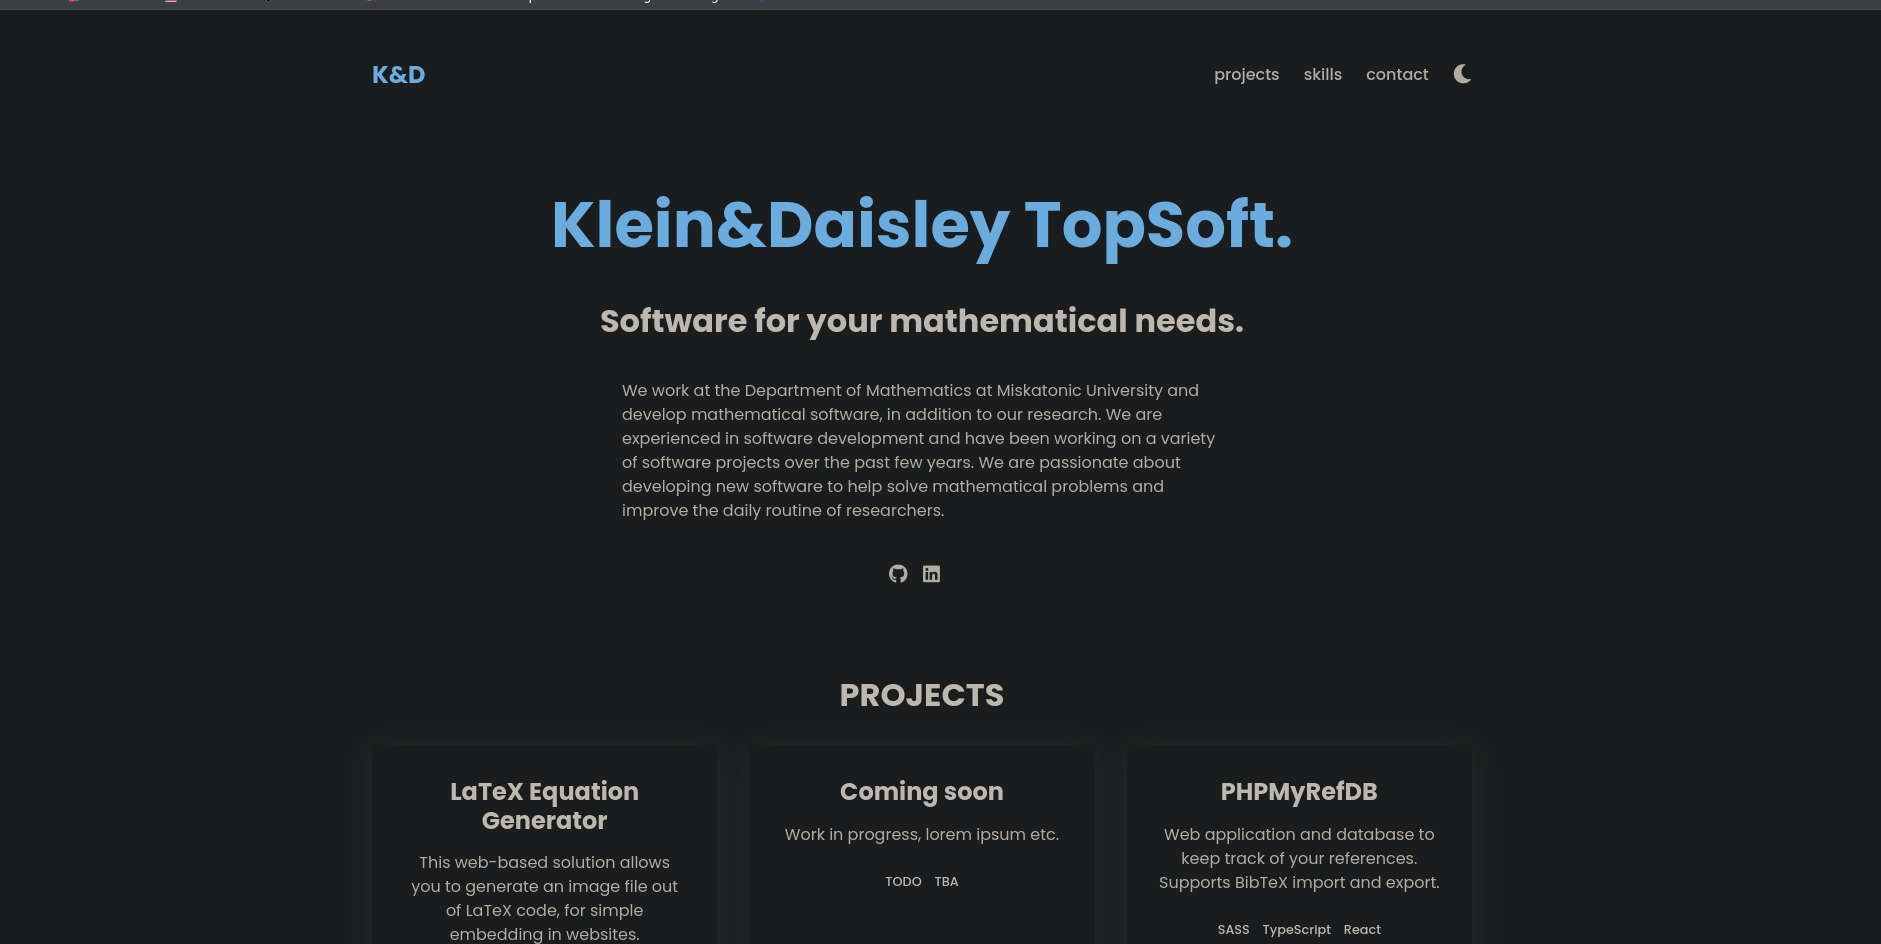 K&D
projects skills contact
Klein&Daisley TopSoft.
Software for your mathematical needs.
We work at the Department of Mathematics at Miskatonic University and
develop mathematical software, in addition to our research. We are
experienced in software development and have been working on a variety
of software projects over the past few years. We are passionate about
developing new software to help solve mathematical problems and
improve the daily routine of researchers.
PROJECTS
LaTeX Equation
Generator
This web-based solution allows
you to generate an image file out
of LaTeX code, for simple
embedding in websites.
Coming soon
Work in progress, lorem ipsum etc.
TODO TBA
PHPMyRefDB
Web application and database to
keep track of your references.
Supports BibTeX import and export.
SASS TypeScript React